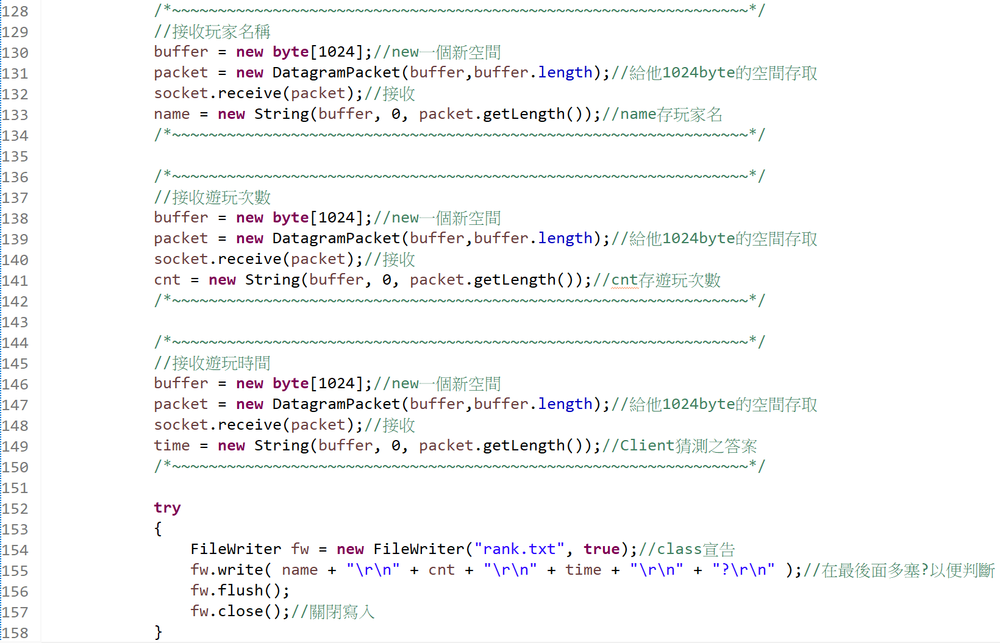 128 /*~~~~~~~~~~~~~~~~~~~~~~~~~~~~~~~~~~~~~~~~~~~~~~~~~~~~~~~~~~~~~~~*/
129 //接收玩家名稱
130 buffer = new byte[1024];//new一個新空間
131 packet = new DatagramPacket(buffer,buffer.length);//給他1024byte的空間存取
132 socket.receive(packet);//接收
133 name = new String(buffer, 0, packet.getLength());//name存玩家名
134 /*~~~~~~~~~~~~~~~~~~~~~~~~~~~~~~~~~~~~~~~~~~~~~~~~~~~~~~~~~~~~~~~*/
135
136 /*~~~~~~~~~~~~~~~~~~~~~~~~~~~~~~~~~~~~~~~~~~~~~~~~~~~~~~~~~~~~~~~*/
137 //接收遊玩次數
138 buffer = new byte[1024];//new一個新空間
139 packet = new DatagramPacket(buffer,buffer.length);//給他1024byte的空間存取
140 socket.receive(packet);//接收
141 cnt = new String(buffer, 0, packet.getLength());//cnt存遊玩次數
142 /*~~~~~~~~~~~~~~~~~~~~~~~~~~~~~~~~~~~~~~~~~~~~~~~~~~~~~~~~~~~~~~~*/
143
144 /*~~~~~~~~~~~~~~~~~~~~~~~~~~~~~~~~~~~~~~~~~~~~~~~~~~~~~~~~~~~~~~~*/
145 //接收遊玩時間
146 buffer = new byte[1024];//new一個新空間
147 packet = new DatagramPacket(buffer,buffer.length);//給他1024byte的空間存取
148 socket.receive(packet);//接收
149 time = new String(buffer, 0, packet.getLength());//Client猜測之答案
150 /*~~~~~~~~~~~~~~~~~~~~~~~~~~~~~~~~~~~~~~~~~~~~~~~~~~~~~~~~~~~~~~~*/
151
152 try
153 {
154 FileWriter fw = new FileWriter("rank.txt", true);//class宣告
155 fw.write( name + "\r\n" + cnt + "\r\n" + time + "\r\n" + "?\r\n" );//在最後面多塞?以便判斷
156 fw.flush();
157 fw.close();//關閉寫入
158 }